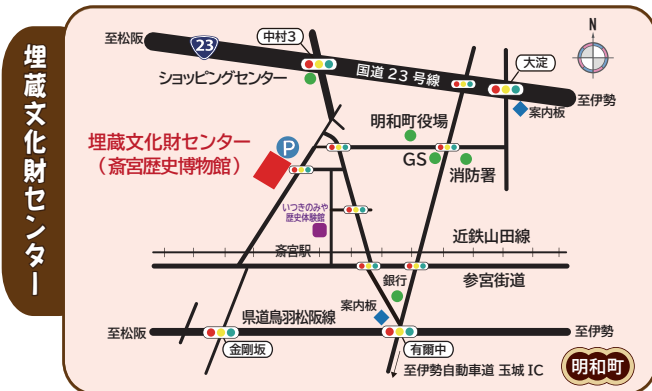 埋蔵文化財センター
N
至松阪
23
中村3
ショッピングセンター
国道23号線
大淀
至伊勢
案内板
明和町役場
埋蔵文化財センター
(斎宮歴史博物館)
P
GS
消防署
いつきのみや
歴史体験館
斎宮駅
近鉄山田線
参宮街道
銀行
案内板
県道鳥羽松阪線
至松阪
至伊勢
金剛坂
有爾中
至伊勢自動車道 玉城IC
明和町